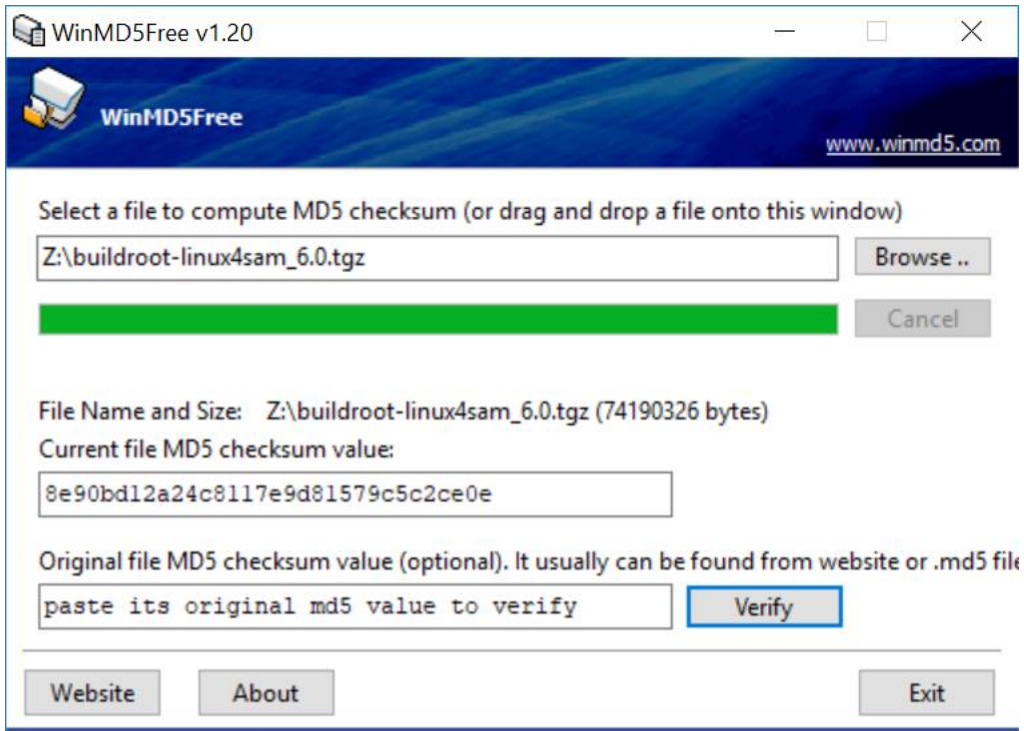 WinMD5Free v1.20
WinMD5Free
www.winmd5.com
Select a file to compute MD5 checksum (or drag and drop a file onto this window)
Z:\buildroot-linux4sam_6.0.tgz
Browse ..
Cancel
File Name and Size: Z:\buildroot-linux4sam_6.0.tgz (74190326 bytes)
Current file MD5 checksum value:
8e90bd12a24c8117e9d81579c5c2ce0e
Original file MD5 checksum value (optional). It usually can be found from website or .md5 file
paste its original md5 value to verify
Verify
Website About Exit